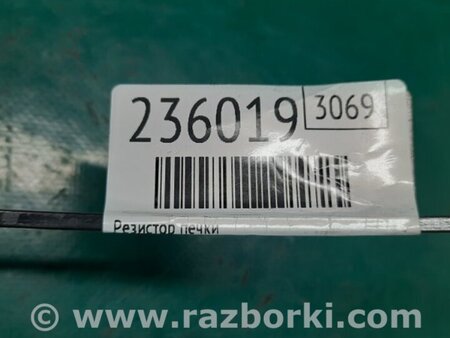 236019 3069
Резистор печки
© www.razborki.com